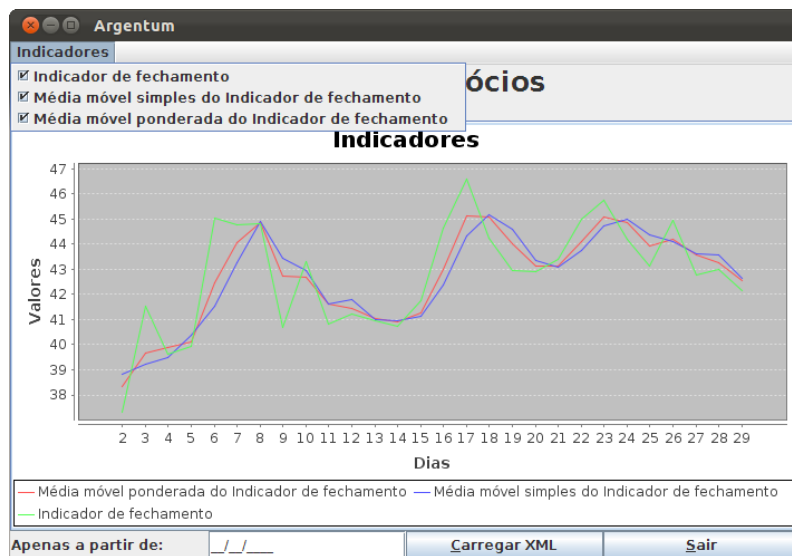 Argentum
Indicadores
Indicador de fechamento
Média móvel simples do Indicador de fechamento
Média móvel ponderada do Indicador de fechamento
ócios
Indicadores
Valores
47
46
45
44
43
42
41
40
39
38
2 3 4 5 6 7 8 9 10 11 12 13 14 15 16 17 18 19 20 21 22 23 24 25 26 27 28 29
Dias
Média móvel ponderada do Indicador de fechamento Média móvel simples do Indicador de fechamento
Indicador de fechamento
Apenas a partir de: __/__/____ Carregar XML Sair